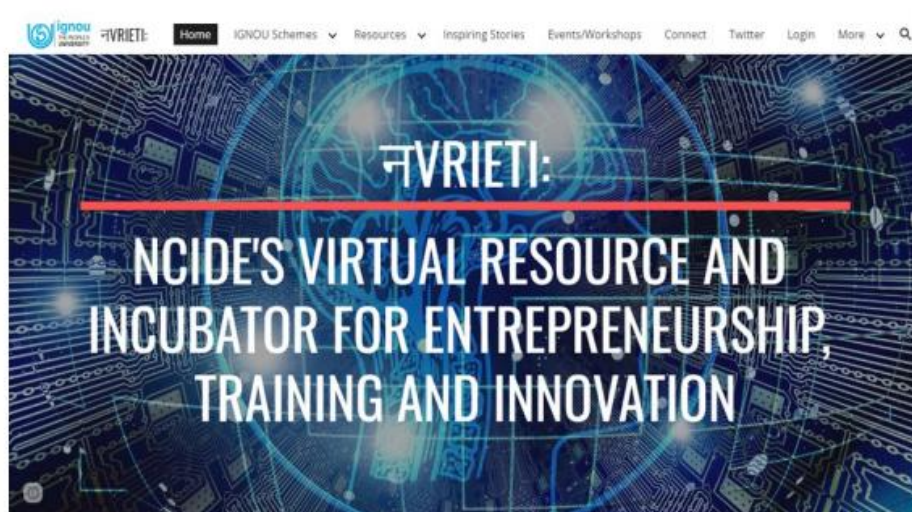 ignou
THE PEOPLE'S
UNIVERSITY
नVRIETI:
Home
IGNOU Schemes
Resources
Inspiring Stories
Events/Workshops
Connect
Twitter
Login
More
नVRIETI:
NCIDE'S VIRTUAL RESOURCE AND
INCUBATOR FOR ENTREPRENEURSHIP,
TRAINING AND INNOVATION